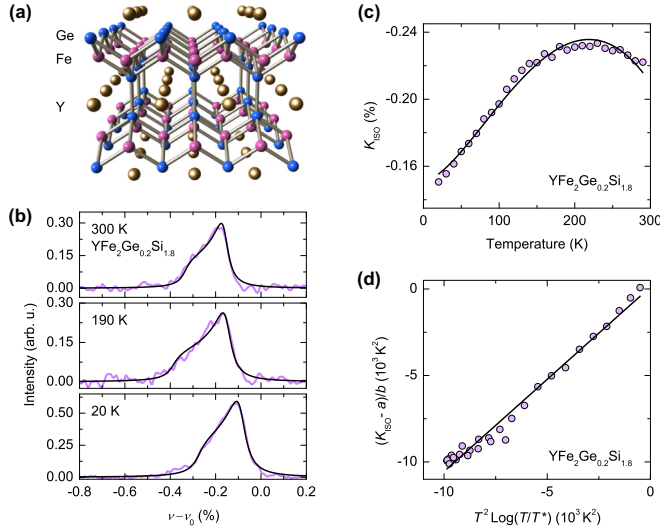 (a)
Ge
Fe
Y
(b)
Intensity (arb. u.)
0.30
0.15
0.00
300 K
YFe₂Ge₀.₂Si₁.₈
0.30
0.15
0.00
190 K
0.50
0.25
0.00
20 K
-0.8 -0.6 -0.4 -0.2 0.0 0.2
ν−ν₀ (%)
(c)
K_ISO (%)
-0.24
-0.20
-0.16
YFe₂Ge₀.₂Si₁.₈
0 100 200 300
Temperature (K)
(d)
(K_ISO- a)/b (10³ K²)
0
-5
-10
YFe₂Ge₀.₂Si₁.₈
-10 -5 0
T² Log(T/T*) (10³ K²)